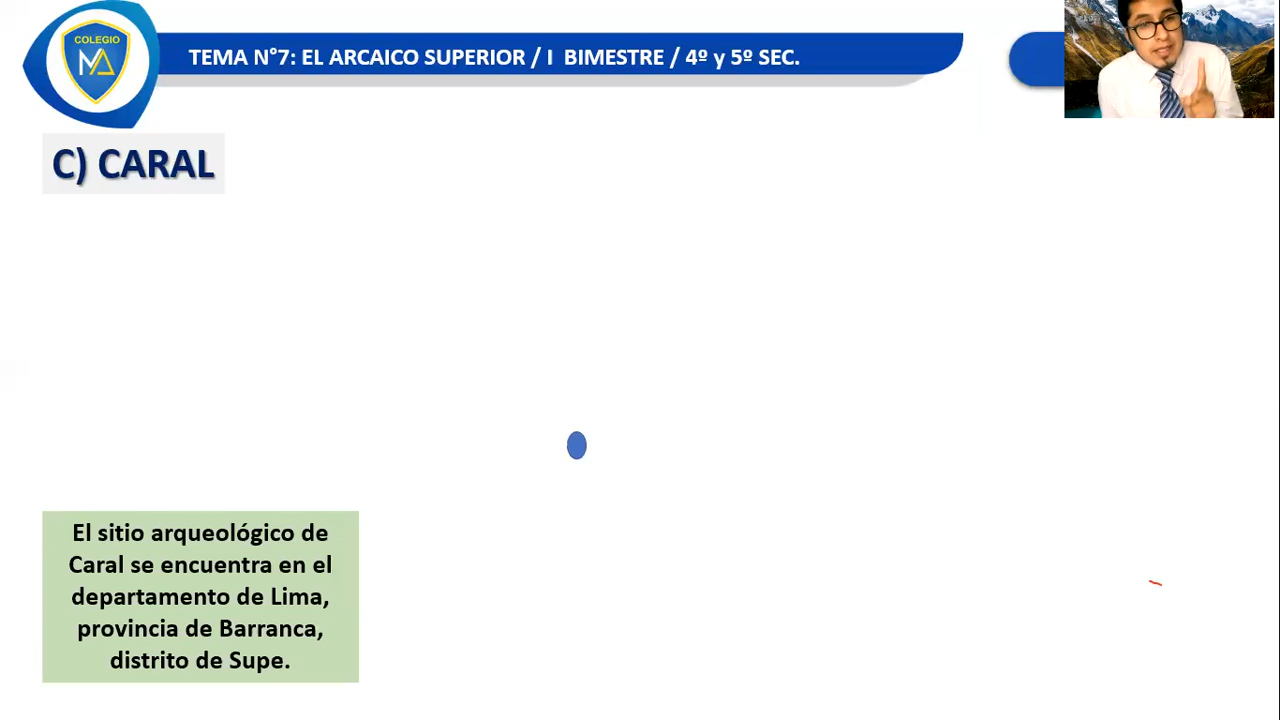 COLEGIO
MA
TEMA N°7: EL ARCAICO SUPERIOR / I BIMESTRE / 4º y 5º SEC.
C) CARAL
El sitio arqueológico de
Caral se encuentra en el
departamento de Lima,
provincia de Barranca,
distrito de Supe.